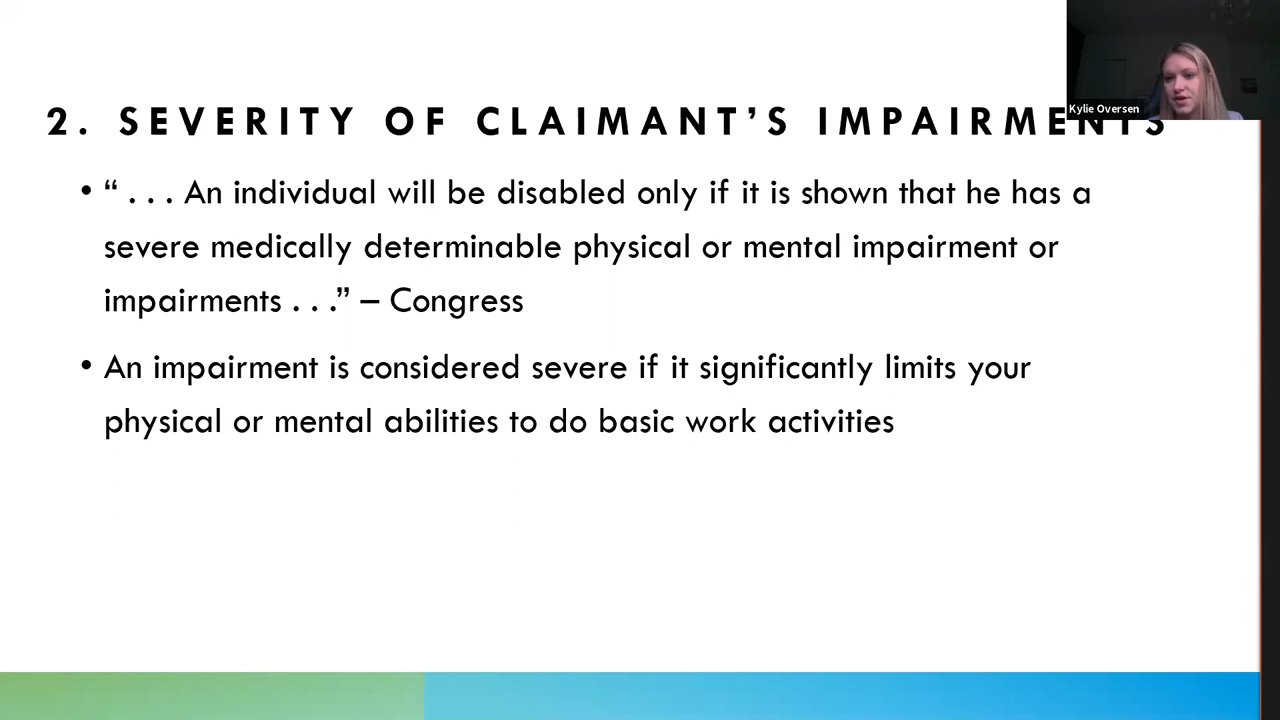 Kylie Oversen
2. SEVERITY OF CLAIMANT’S IMPAIRMENTS
• “ . . . An individual will be disabled only if it is shown that he has a
severe medically determinable physical or mental impairment or
impairments . . .” – Congress
• An impairment is considered severe if it significantly limits your
physical or mental abilities to do basic work activities